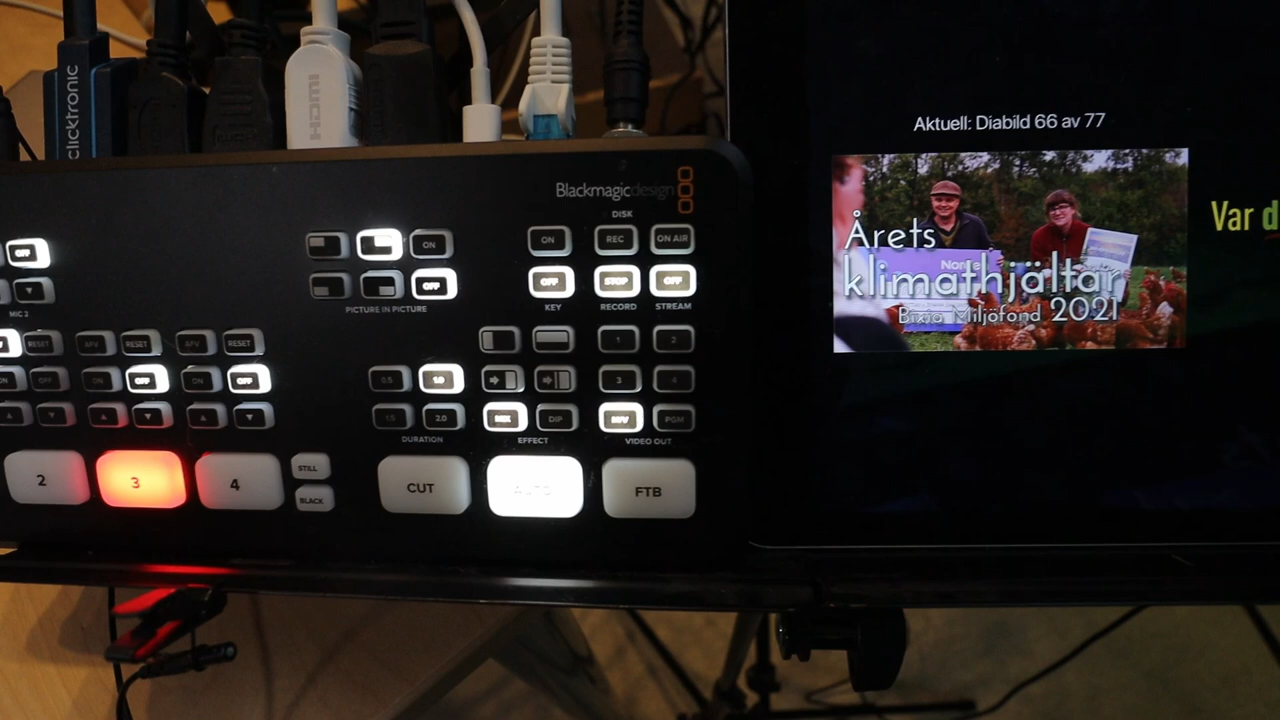 clicktronic
HDMI
Blackmagicdesign
DISK
OFF
ON
ON
REC
ON AIR
OFF
OFF
STOP
OFF
MIC 2
PICTURE IN PICTURE
KEY
RECORD
STREAM
RESET
AFV
RESET
AFV
RESET
1
2
ON
OFF
ON
OFF
ON
OFF
0.5
1.0
3
4
1.5
2.0
MIX
DIP
M/V
PGM
DURATION
EFFECT
VIDEO OUT
2
3
4
STILL
BLACK
CUT
AUTO
FTB
Aktuell: Diabild 66 av 77
Årets
klimathjältar
Bixia Miljöfond 2021
Var d